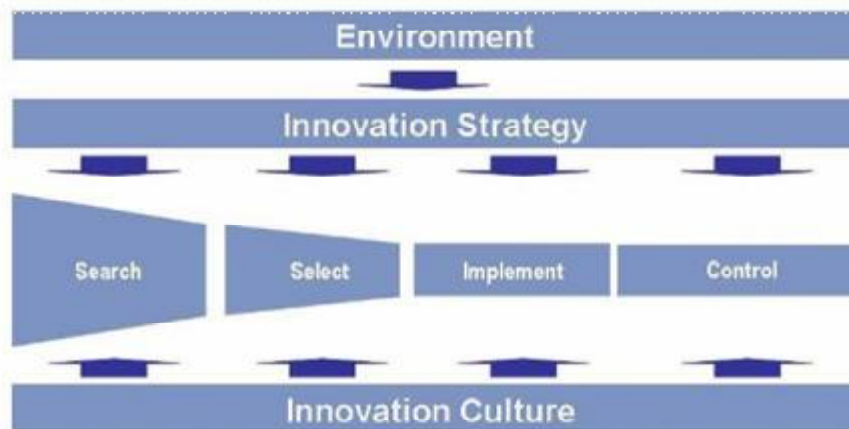 Environment
Innovation Strategy
Search
Select
Implement
Control
Innovation Culture